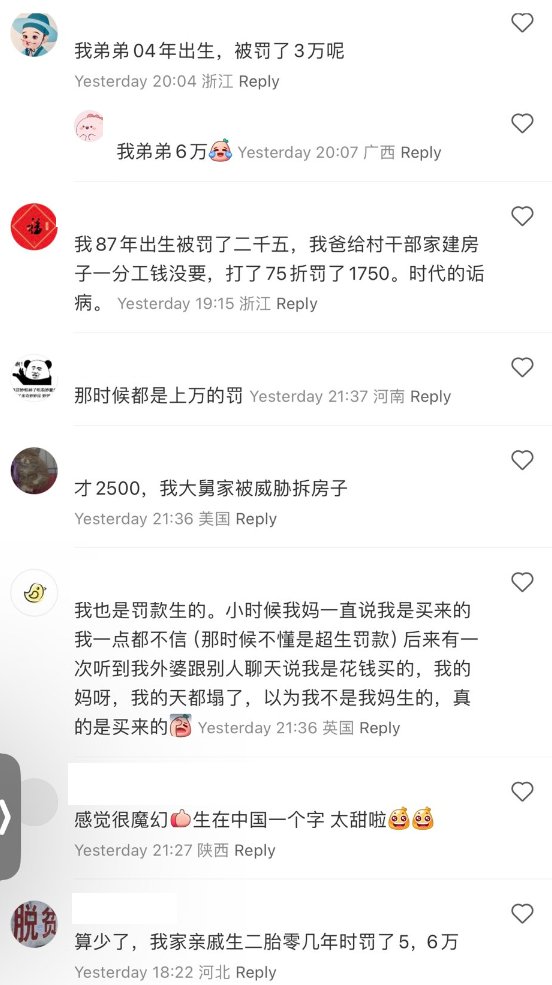 我弟弟04年出生，被罚了3万呢
Yesterday 20:04 浙江 Reply
我弟弟6万 Yesterday 20:07 广西 Reply
福
我87年出生被罚了二千五，我爸给村干部家建房
子一分工钱没要，打了75折罚了1750。时代的诟
病。 Yesterday 19:15 浙江 Reply
那时候都是上万的罚 Yesterday 21:37 河南 Reply
才2500，我大舅家被威胁拆房子
Yesterday 21:36 美国 Reply
我也是罚款生的。小时候我妈一直说我是买来的
我一点都不信（那时候不懂是超生罚款）后来有一
次听到我外婆跟别人聊天说我是花钱买的，我的
妈呀，我的天都塌了，以为我不是我妈生的，真
的是买来的 Yesterday 21:36 英国 Reply
感觉很魔幻 生在中国一个字 太甜啦
Yesterday 21:27 陕西 Reply
脱贫
算少了，我家亲戚生二胎零几年时罚了5，6万
Yesterday 18:22 河北 Reply